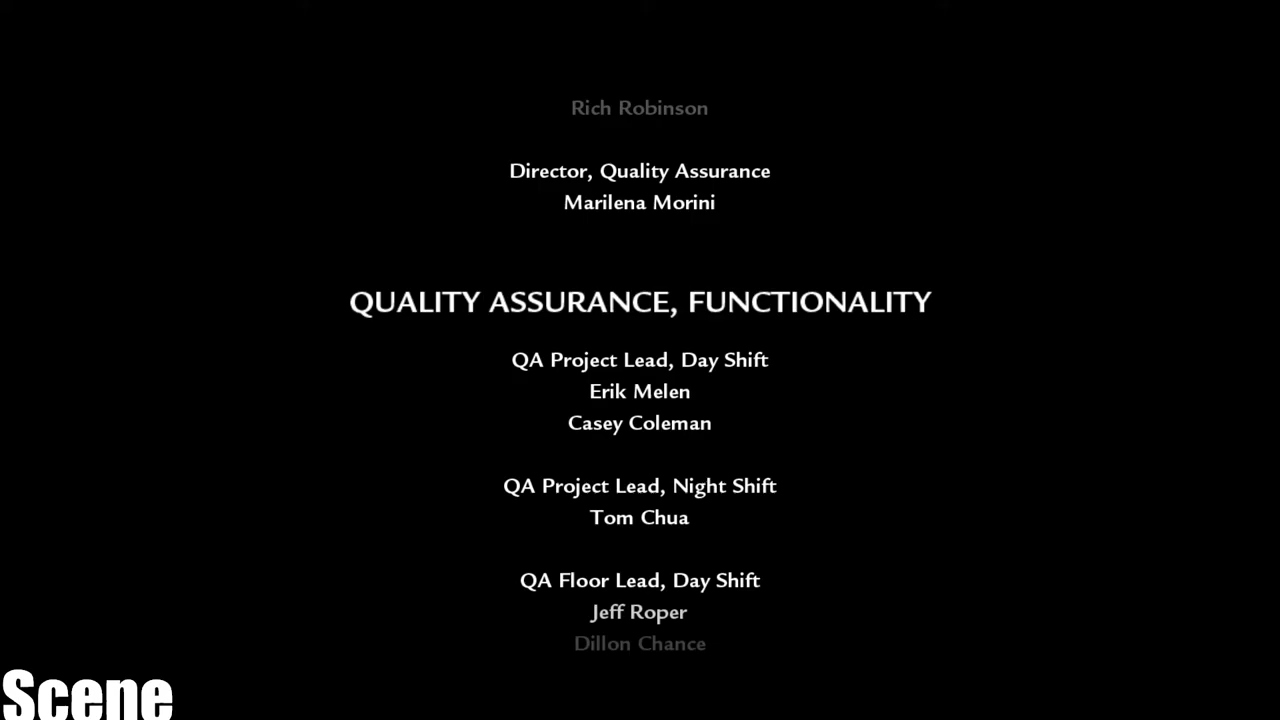 Rich Robinson
Director, Quality Assurance
Marilena Morini
QUALITY ASSURANCE, FUNCTIONALITY
QA Project Lead, Day Shift
Erik Melen
Casey Coleman
QA Project Lead, Night Shift
Tom Chua
QA Floor Lead, Day Shift
Jeff Roper
Dillon Chance
Scene